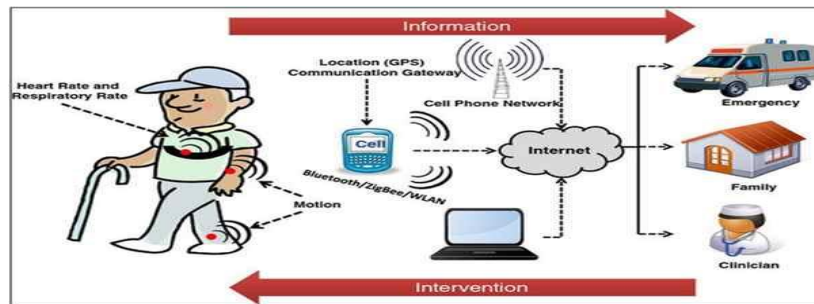 Information
Location (GPS)
Communication Gateway
Heart Rate and
Respiratory Rate
Cell Phone Network
Emergency
Cell
Internet
Bluetooth/ZigBee/WLAN
Motion
Family
Clinician
Intervention